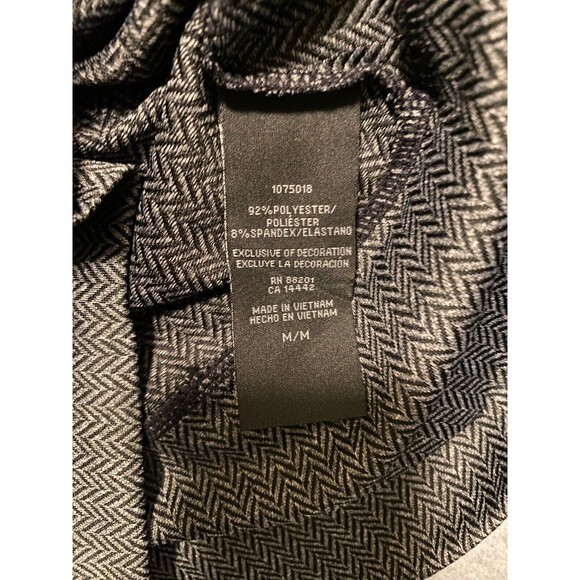 1075018
92%POLYESTER/
POLIÉSTER
8%SPANDEX/ELASTANO
EXCLUSIVE OF DECORATION
EXCLUYE LA DECORACIÓN
RN 88201
CA 14442
MADE IN VIETNAM
HECHO EN VIETNAM
M/M